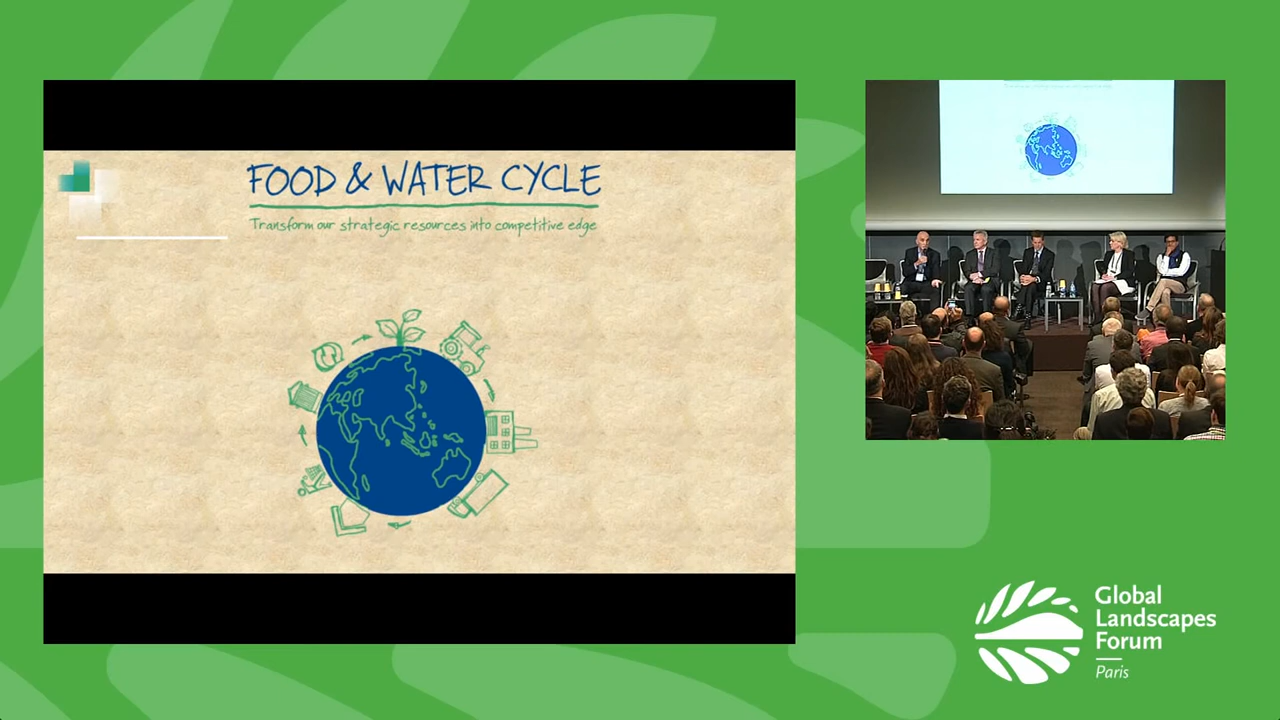 FOOD & WATER CYCLE
Transform our strategic resources into competitive edge
Global
Landscapes
Forum
Paris